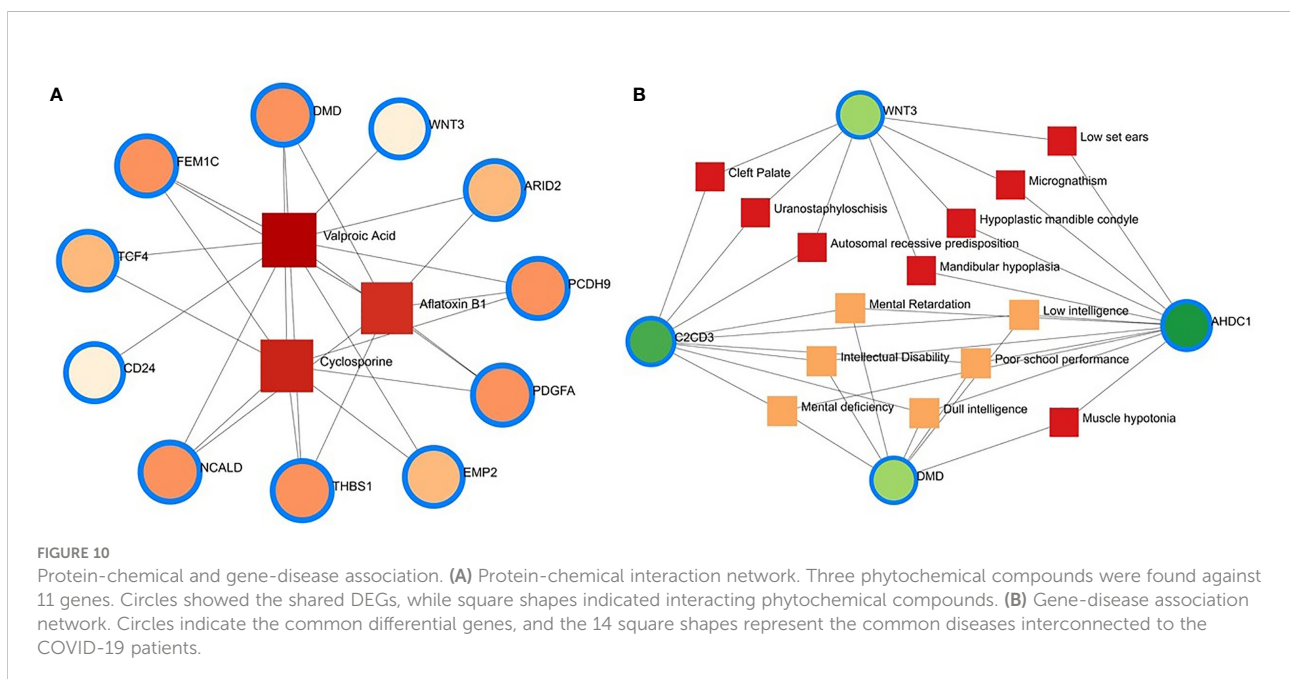 A
DMD
WNT3
FEM1C
ARID2
Valproic Acid
TCF4
PCDH9
Aflatoxin B1
Cyclosporine
CD24
PDGFA
NCALD
THBS1
EMP2
B
WNT3
Low set ears
Cleft Palate
Micrognathism
Uranostaphyloschisis
Hypoplastic mandible condyle
Autosomal recessive predisposition
Mandibular hypoplasia
Mental Retardation
Low intelligence
AHDC1
C2CD3
Intellectual Disability
Poor school performance
Mental deficiency
Dull intelligence
Muscle hypotonia
DMD
FIGURE 10
Protein-chemical and gene-disease association. (A) Protein-chemical interaction network. Three phytochemical compounds were found against
11 genes. Circles showed the shared DEGs, while square shapes indicated interacting phytochemical compounds. (B) Gene-disease association
network. Circles indicate the common differential genes, and the 14 square shapes represent the common diseases interconnected to the
COVID-19 patients.